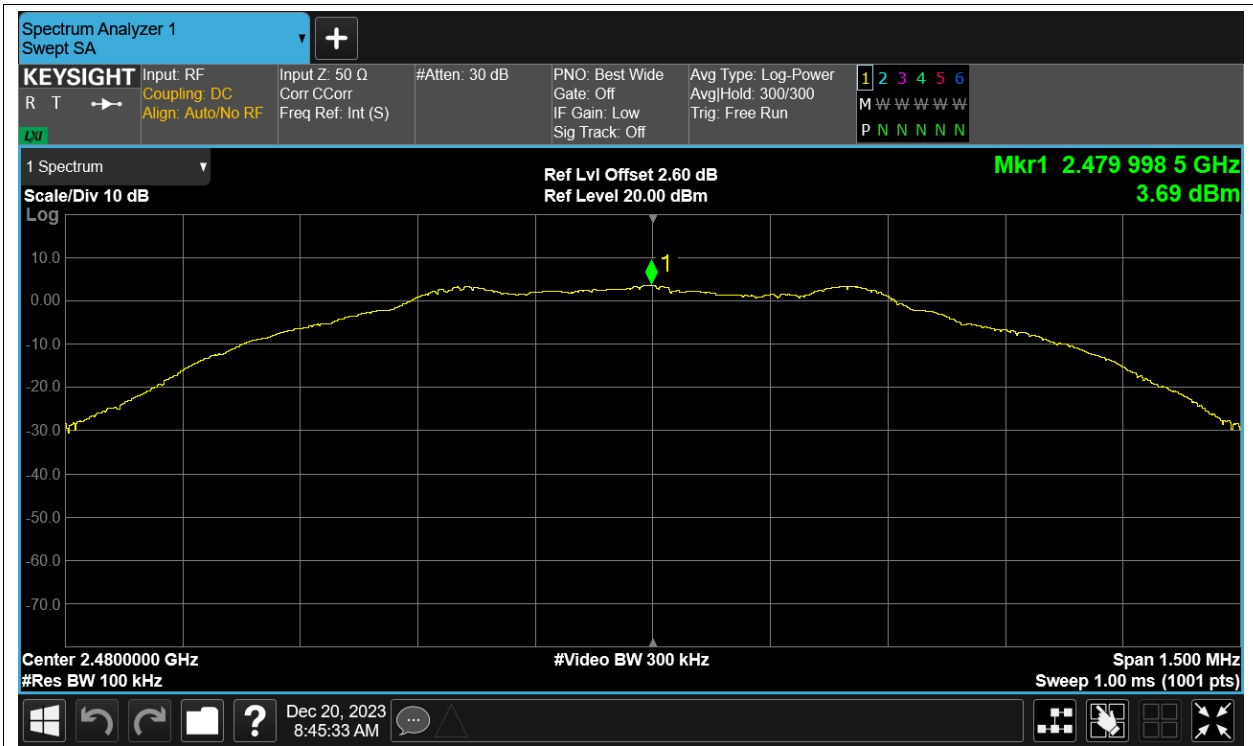 Spectrum Analyzer 1
Swept SA
KEYSIGHT
R T
LXI
Input: RF
Coupling: DC
Align: Auto/No RF
Input Z: 50 Ω
Corr CCorr
Freq Ref: Int (S)
#Atten: 30 dB
PNO: Best Wide
Gate: Off
IF Gain: Low
Sig Track: Off
Avg Type: Log-Power
Avg|Hold: 300/300
Trig: Free Run
1 2 3 4 5 6
M W W W W W
P N N N N N
1 Spectrum
Scale/Div 10 dB
Log
Ref Lvl Offset 2.60 dB
Ref Level 20.00 dBm
Mkr1 2.479 998 5 GHz
3.69 dBm
1
10.0
0.00
-10.0
-20.0
-30.0
-40.0
-50.0
-60.0
-70.0
Center 2.4800000 GHz
#Res BW 100 kHz
#Video BW 300 kHz
Span 1.500 MHz
Sweep 1.00 ms (1001 pts)
?
Dec 20, 2023
8:45:33 AM